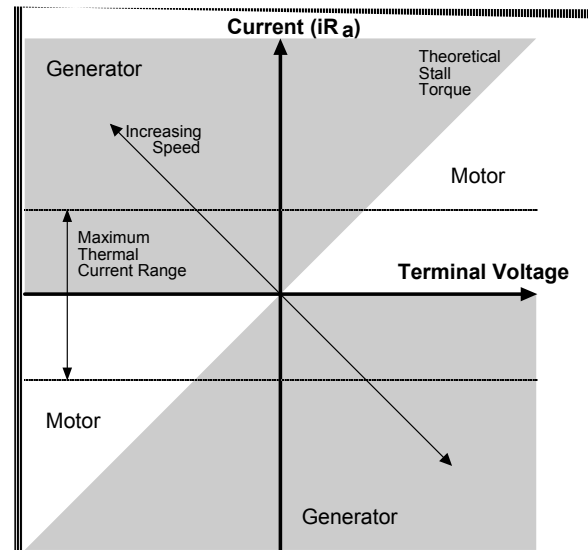 Current (iRa)
Generator
Theoretical
Stall
Torque
Increasing
Speed
Motor
Maximum
Thermal
Current Range
Terminal Voltage
Motor
Generator